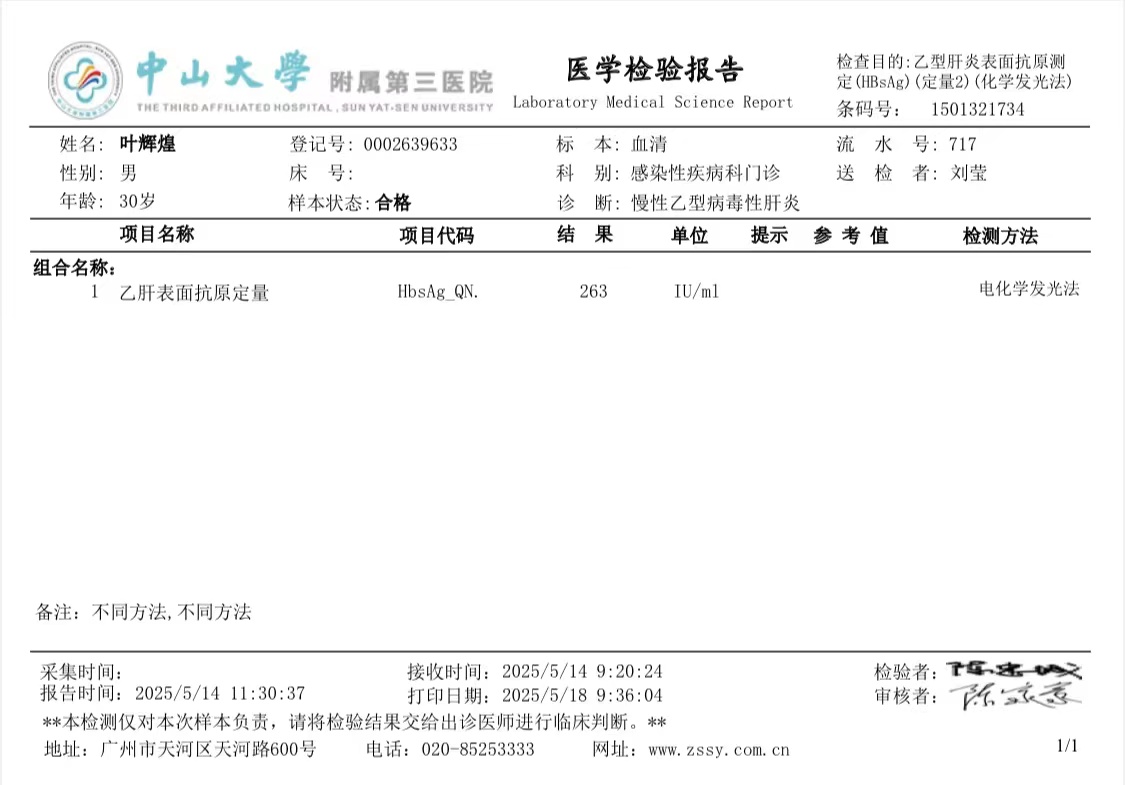 中山大學 附属第三医院
THE THIRD AFFILIATED HOSPITAL, SUN YAT-SEN UNIVERSITY
医学检验报告
Laboratory Medical Science Report
检查目的:乙型肝炎表面抗原测
定(HBsAg)(定量2)(化学发光法)
条码号: 1501321734
姓名: 叶辉煌 登记号: 0002639633 标 本: 血清 流 水 号: 717
性别: 男 床 号: 科 别: 感染性疾病科门诊 送 检 者: 刘莹
年龄: 30岁 样本状态: 合格 诊 断: 慢性乙型病毒性肝炎
项目名称 项目代码 结 果 单位 提示 参 考 值 检测方法
组合名称:
1 乙肝表面抗原定量 HbsAg_QN. 263 IU/ml 电化学发光法
备注: 不同方法,不同方法
采集时间: 接收时间: 2025/5/14 9:20:24 检验者:
报告时间: 2025/5/14 11:30:37 打印日期: 2025/5/18 9:36:04 审核者:
**本检测仅对本次样本负责，请将检验结果交给出诊医师进行临床判断。**
地址: 广州市天河区天河路600号 电话: 020-85253333 网址: www.zssy.com.cn 1/1